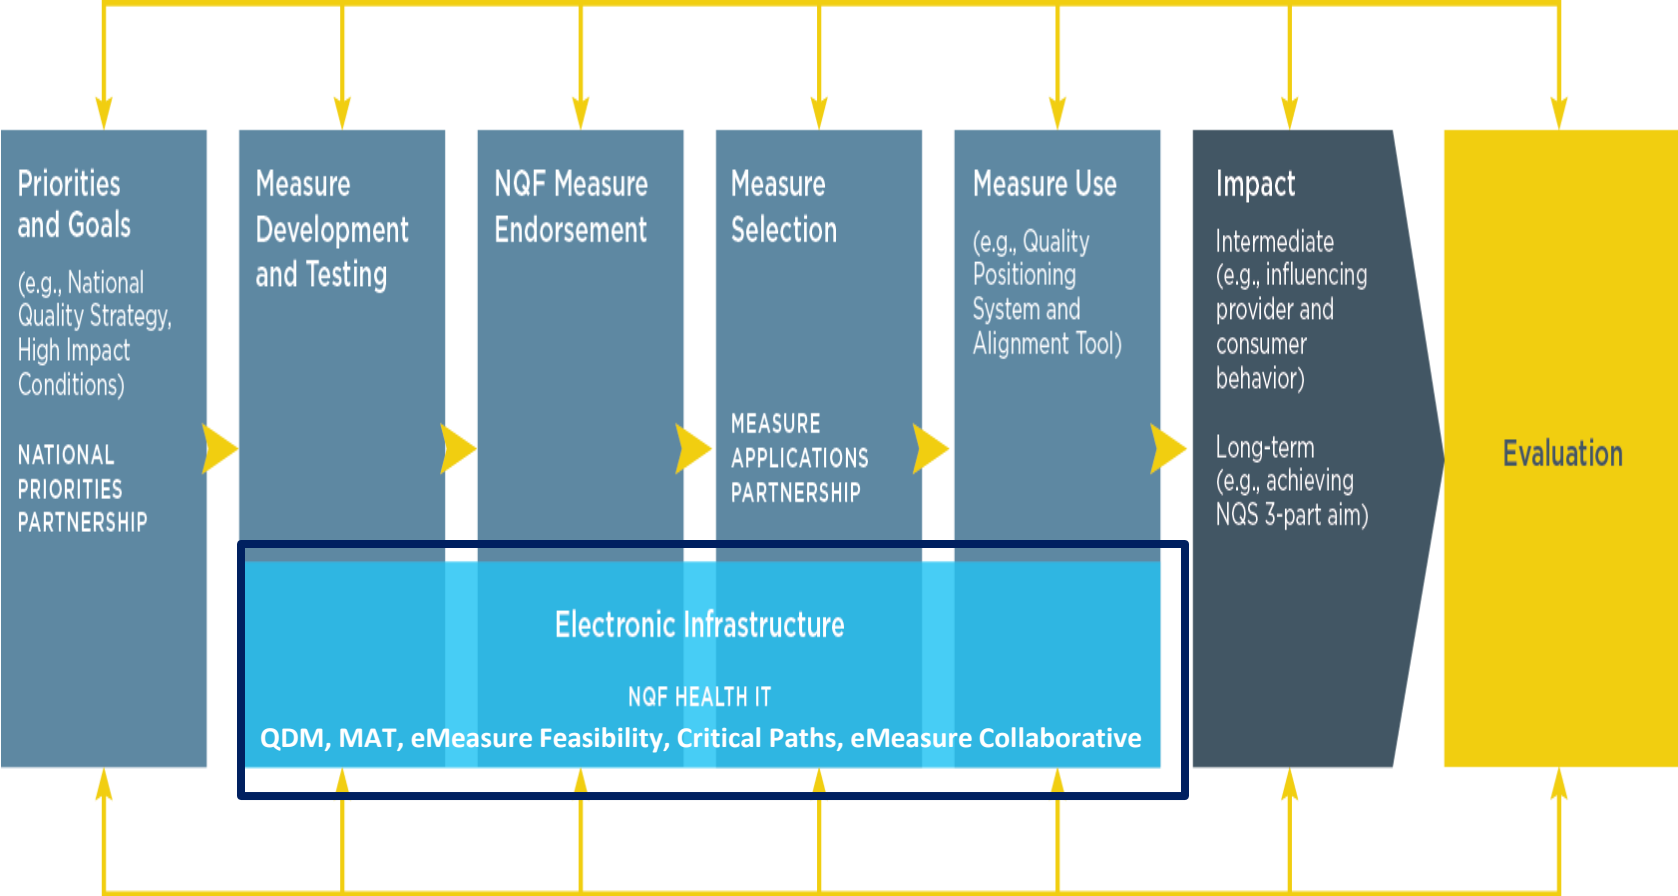 Priorities
and Goals
(e.g., National
Quality Strategy,
High Impact
Conditions)
NATIONAL
PRIORITIES
PARTNERSHIP
Measure
Development
and Testing
NQF Measure
Endorsement
Measure
Selection
MEASURE
APPLICATIONS
PARTNERSHIP
Measure Use
(e.g., Quality
Positioning
System and
Alignment Tool)
Impact
Intermediate
(e.g., influencing
provider and
consumer
behavior)
Long-term
(e.g., achieving
NQS 3-part aim)
Evaluation
Electronic Infrastructure
NQF HEALTH IT
QDM, MAT, eMeasure Feasibility, Critical Paths, eMeasure Collaborative